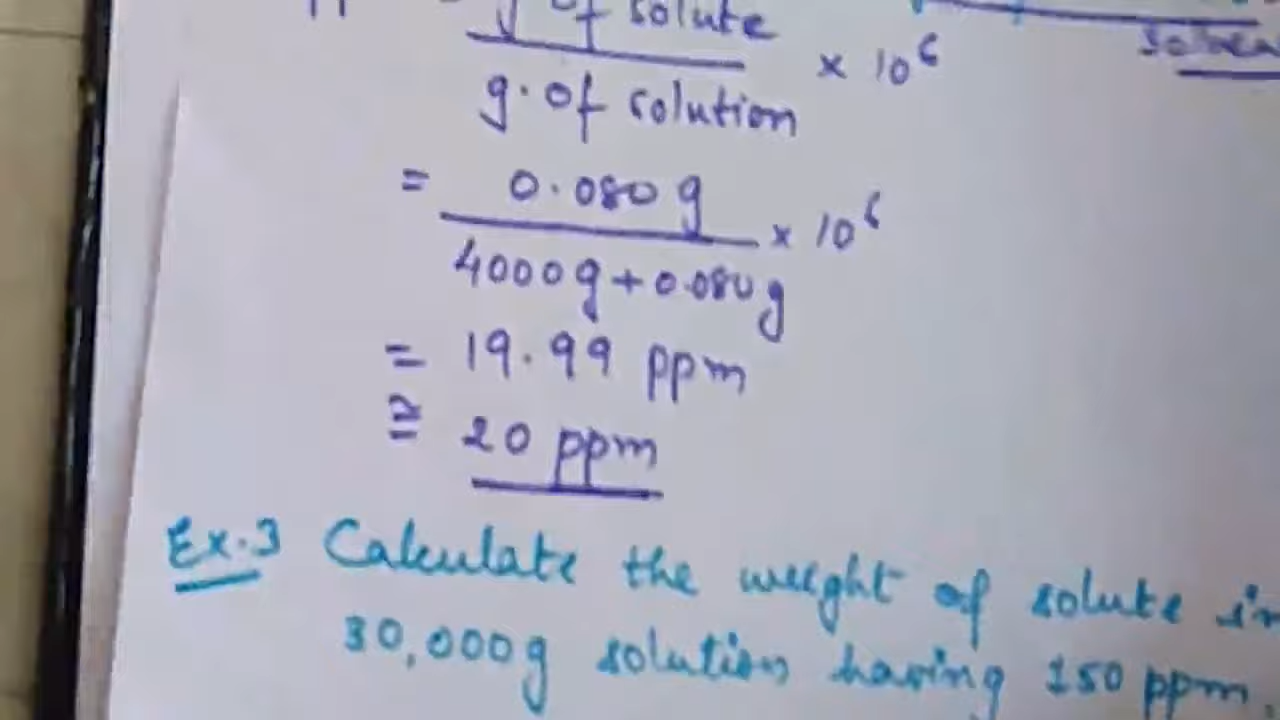 g of solute
× 10⁶
g. of solution
= 0.080 g
× 10⁶
4000g + 0.080g
= 19.99 ppm
≅ 20 ppm
Ex.3 Calculate the weight of solute in
30,000g solution having 150 ppm.